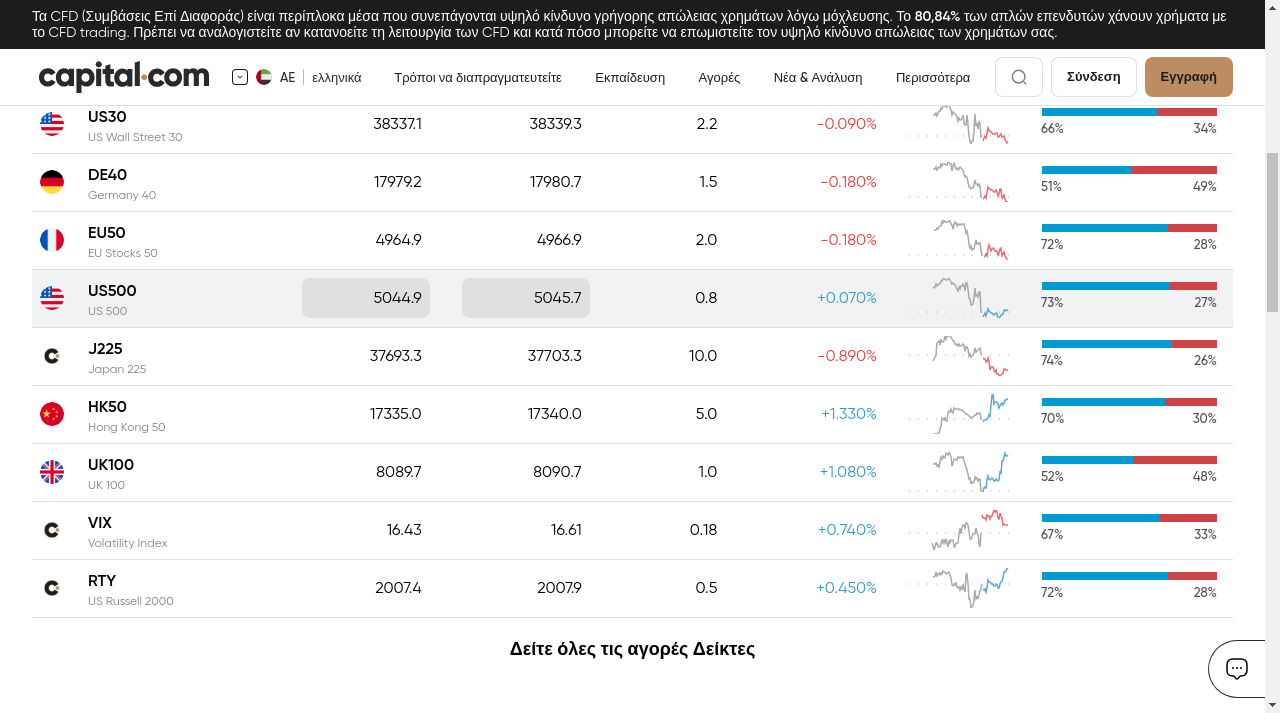 Τα CFD (Συμβάσεις Επί Διαφοράς) είναι περίπλοκα μέσα που συνεπάγονται υψηλό κίνδυνο γρήγορης απώλειας χρημάτων λόγω μόχλευσης. Το 80,84% των απλών επενδυτών χάνουν χρήματα με
το CFD trading. Πρέπει να αναλογιστείτε αν κατανοείτε τη λειτουργία των CFD και κατά πόσο μπορείτε να επωμιστείτε τον υψηλό κίνδυνο απώλειας των χρημάτων σας.
capital.com AE ελληνικά Τρόποι να διαπραγματευτείτε Εκπαίδευση Αγορές Νέα & Ανάλυση Περισσότερα Σύνδεση Εγγραφή
US30 38337.1 38339.3 2.2 -0.090%
US Wall Street 30 66% 34%
DE40 17979.2 17980.7 1.5 -0.180%
Germany 40 51% 49%
EU50 4964.9 4966.9 2.0 -0.180%
EU Stocks 50 72% 28%
US500 5044.9 5045.7 0.8 +0.070%
US 500 73% 27%
J225 37693.3 37703.3 10.0 -0.890%
Japan 225 74% 26%
HK50 17335.0 17340.0 5.0 +1.330%
Hong Kong 50 70% 30%
UK100 8089.7 8090.7 1.0 +1.080%
UK 100 52% 48%
VIX 16.43 16.61 0.18 +0.740%
Volatility Index 67% 33%
RTY 2007.4 2007.9 0.5 +0.450%
US Russell 2000 72% 28%
Δείτε όλες τις αγορές Δείκτες